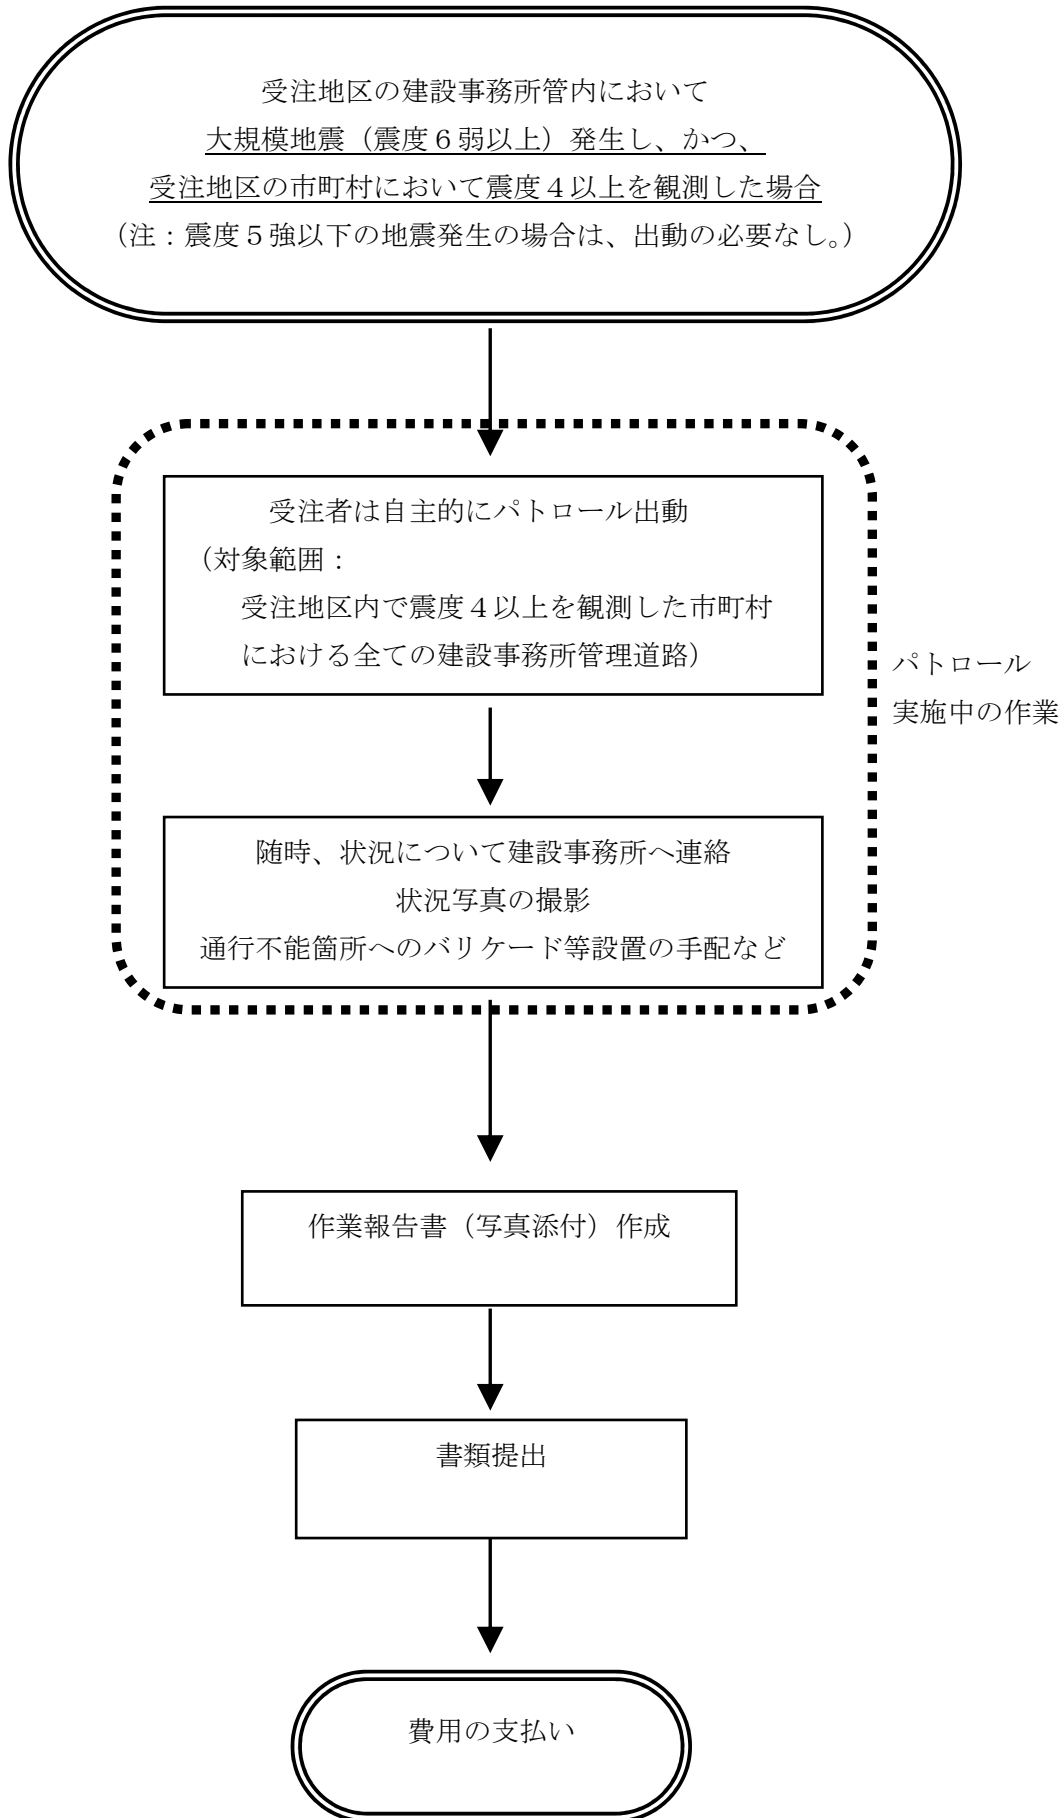 受注地区の建設事務所管内において
大規模地震（震度６弱以上）発生し、かつ、
受注地区の市町村において震度４以上を観測した場合
（注：震度５強以下の地震発生の場合は、出動の必要なし。）
受注者は自主的にパトロール出動
（対象範囲：
受注地区内で震度４以上を観測した市町村
における全ての建設事務所管理道路）
パトロール
実施中の作業
随時、状況について建設事務所へ連絡
状況写真の撮影
通行不能箇所へのバリケード等設置の手配など
作業報告書（写真添付）作成
書類提出
費用の支払い